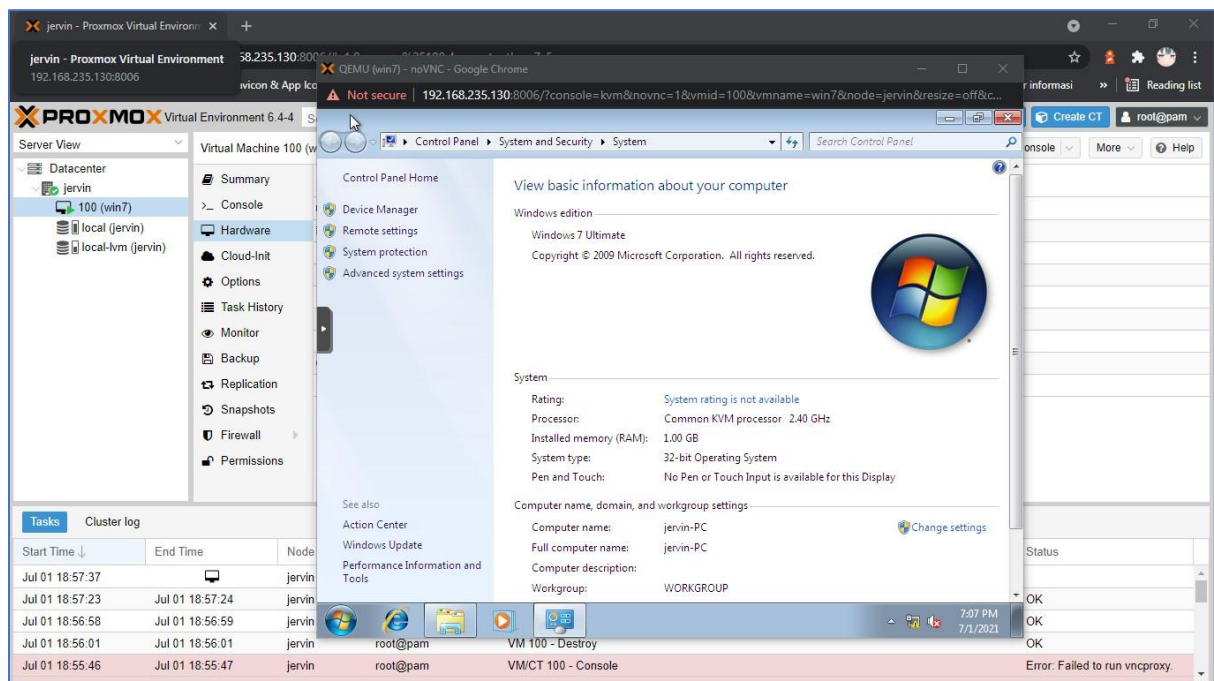 jervin - Proxmox Virtual Environm
jervin - Proxmox Virtual Environment
192.168.235.130:8006
68.235.130:8006
avicon & App Ico
r informasi
»
Reading list
QEMU (win7) - noVNC - Google Chrome
Not secure | 192.168.235.130:8006/?console=kvm&novnc=1&vmid=100&vmname=win7&node=jervin&resize=off&c...
PROXMOX Virtual Environment 6.4-4
Create CT
root@pam
Server View
Virtual Machine 100 (w
onsole
More
Help
Datacenter
jervin
100 (win7)
local (jervin)
local-lvm (jervin)
Summary
Console
Hardware
Cloud-Init
Options
Task History
Monitor
Backup
Replication
Snapshots
Firewall
Permissions
Control Panel
System and Security
System
Search Control Panel
Control Panel Home
Device Manager
Remote settings
System protection
Advanced system settings
See also
Action Center
Windows Update
Performance Information and
Tools
View basic information about your computer
Windows edition
Windows 7 Ultimate
Copyright © 2009 Microsoft Corporation. All rights reserved.
System
Rating: System rating is not available
Processor: Common KVM processor 2.40 GHz
Installed memory (RAM): 1.00 GB
System type: 32-bit Operating System
Pen and Touch: No Pen or Touch Input is available for this Display
Computer name, domain, and workgroup settings
Computer name: jervin-PC
Change settings
Full computer name: jervin-PC
Computer description:
Workgroup: WORKGROUP
7:07 PM
7/1/2021
Tasks
Cluster log
Start Time
End Time
Node
Status
Jul 01 18:57:37 jervin
Jul 01 18:57:23 Jul 01 18:57:24 jervin OK
Jul 01 18:56:58 Jul 01 18:56:59 jervin OK
Jul 01 18:56:01 Jul 01 18:56:01 jervin root@pam VM 100 - Destroy OK
Jul 01 18:55:46 Jul 01 18:55:47 jervin root@pam VM/CT 100 - Console Error: Failed to run vncproxy.